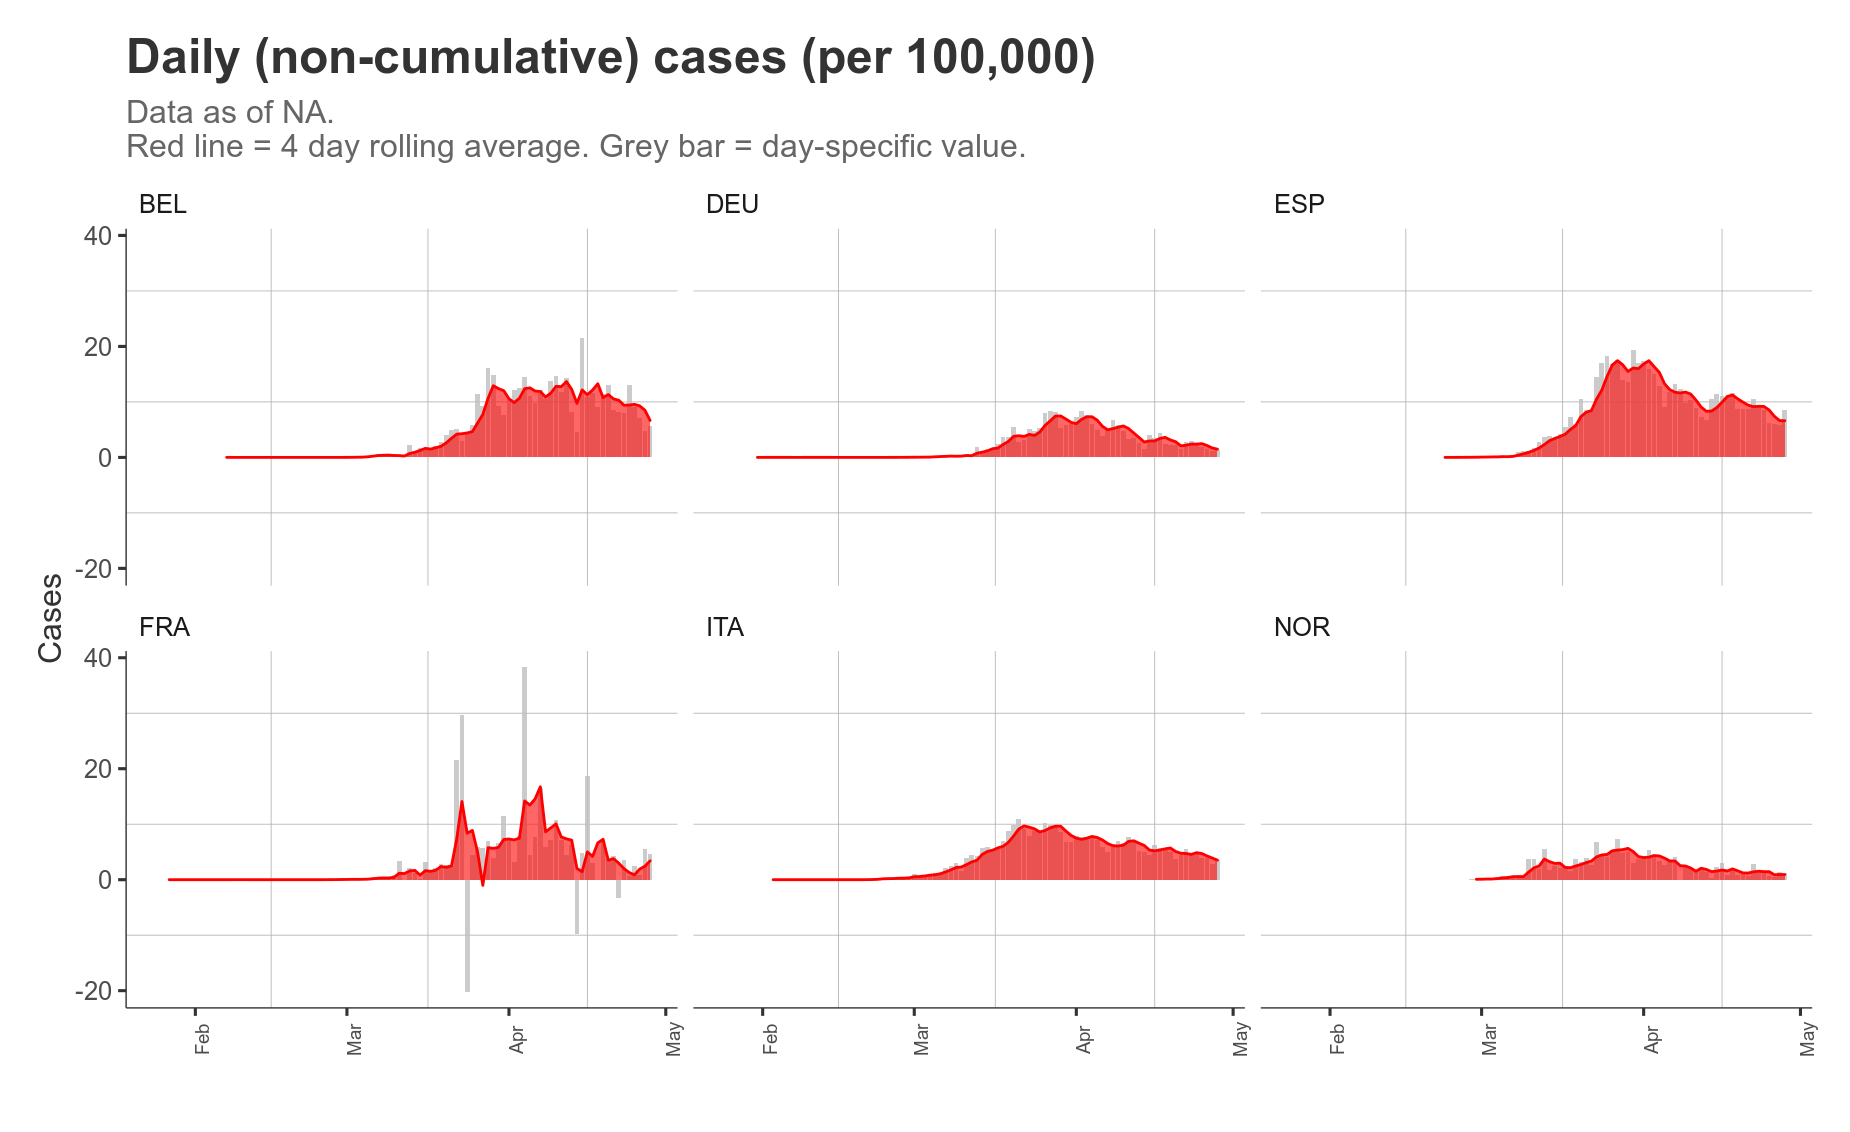 Daily (non-cumulative) cases (per 100,000)
Data as of NA.
Red line = 4 day rolling average. Grey bar = day-specific value.
BEL
DEU
ESP
40
20
0
-20
Cases
FRA
ITA
NOR
40
20
0
-20
Feb
Mar
Apr
May
Feb
Mar
Apr
May
Feb
Mar
Apr
May